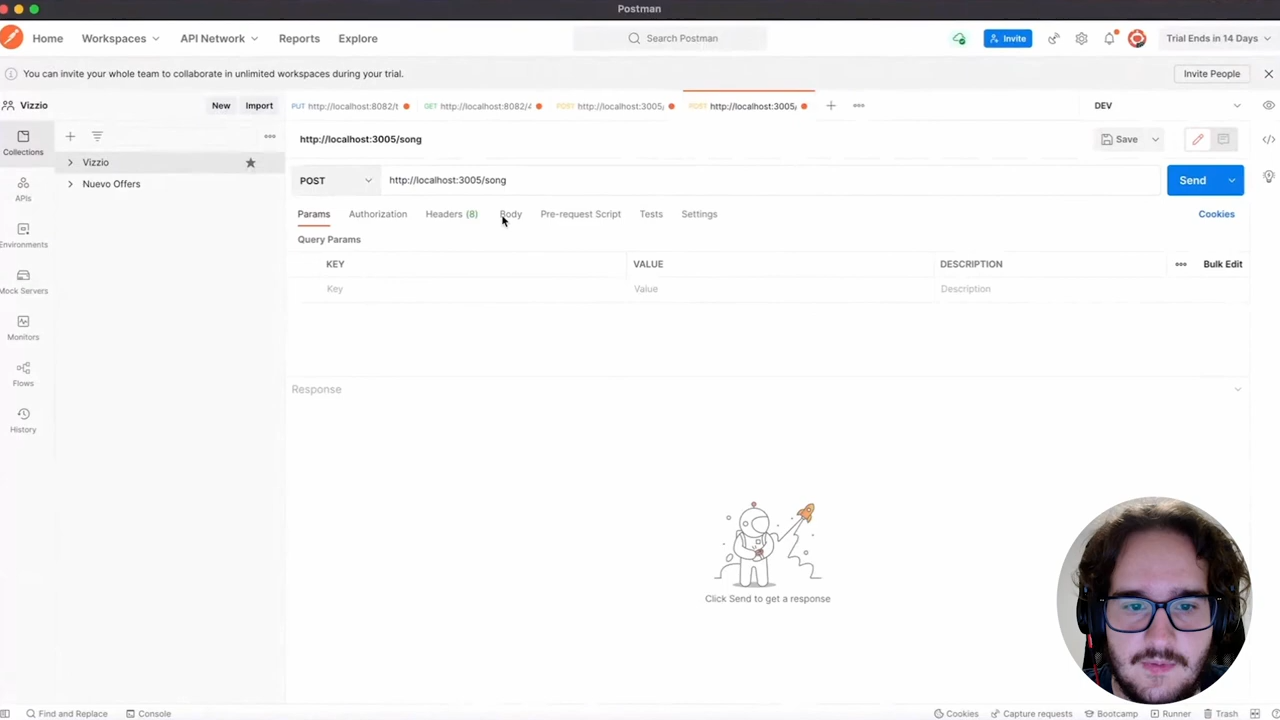 Postman
Home Workspaces API Network Reports Explore Search Postman Invite Trial Ends in 14 Days
You can invite your whole team to collaborate in unlimited workspaces during your trial. Invite People
Vizzio New Import PUT http://localhost:8082/t GET http://localhost:8082/4 POST http://localhost:3005/ POST http://localhost:3005/ DEV
Collections
http://localhost:3005/song Save
Vizzio
POST http://localhost:3005/song Send
APIs
Nuevo Offers
Params Authorization Headers (8) Body Pre-request Script Tests Settings Cookies
Environments
Query Params
KEY VALUE DESCRIPTION Bulk Edit
Mock Servers
Key Value Description
Monitors
Flows
Response
History
Click Send to get a response
Find and Replace Console Cookies Capture requests Bootcamp Runner Trash